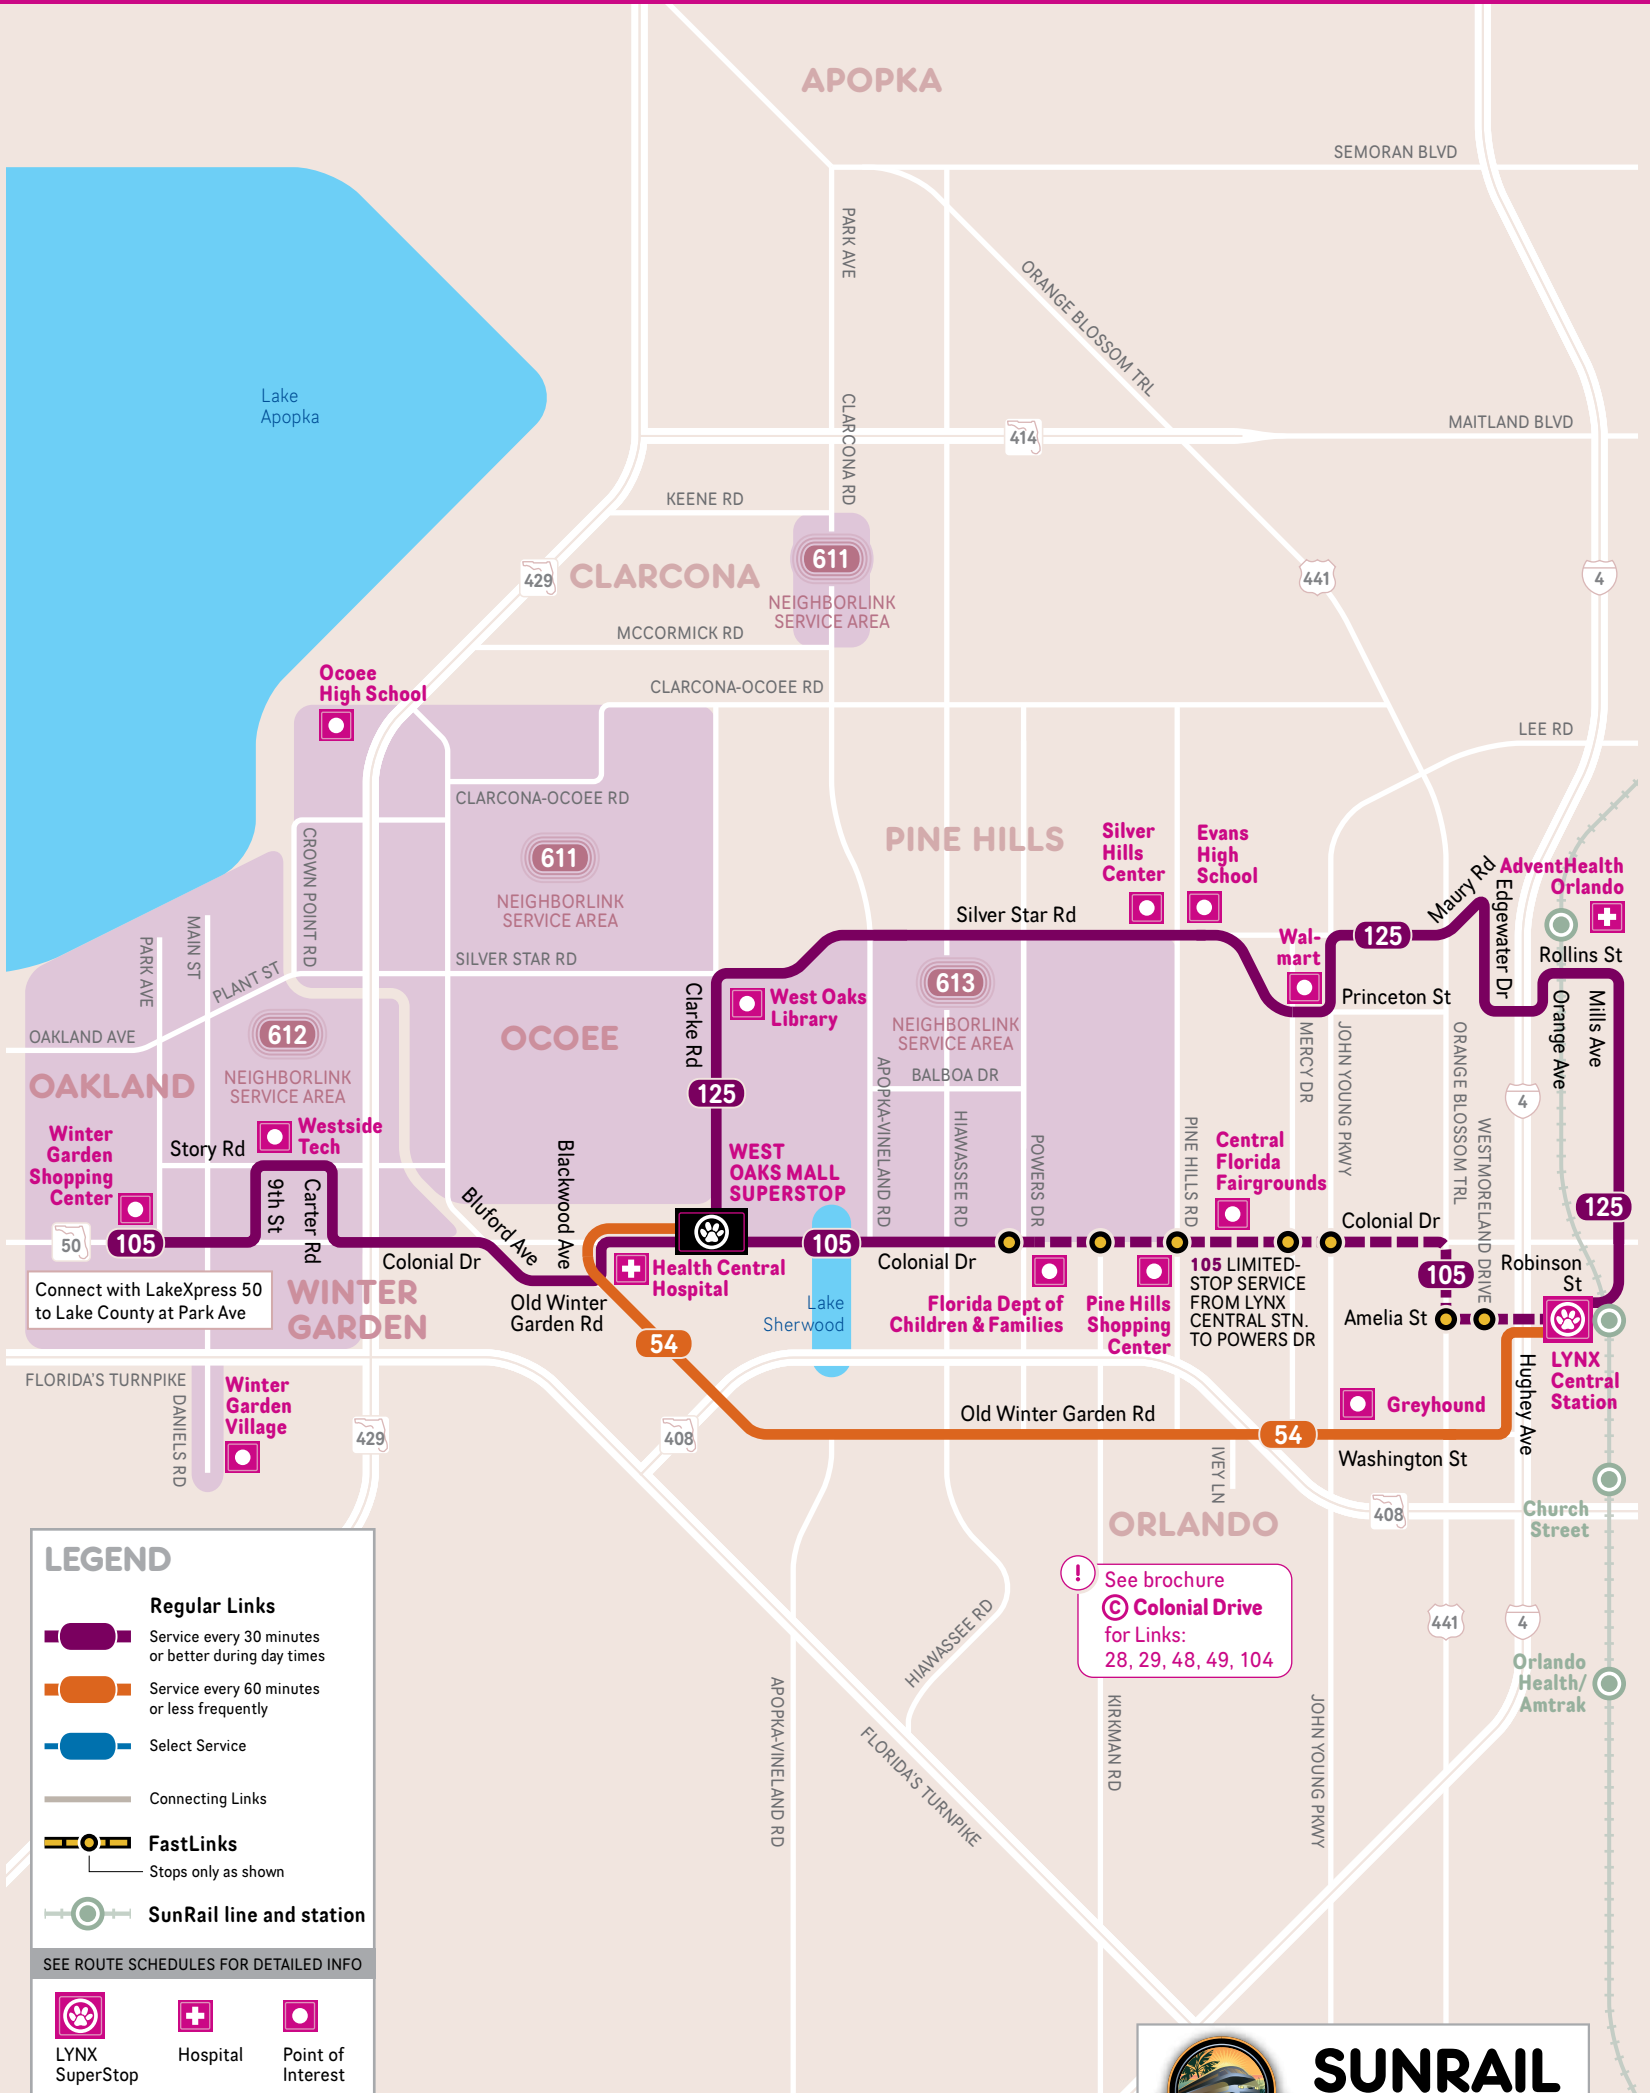 APOPKA
SEMORAN BLVD
PARK AVE
ORANGE BLOSSOM TRL
Lake
Apopka
CLARCONA RD
414
MAITLAND BLVD
KEENE RD
429
CLARCONA
611
NEIGHBORLINK
SERVICE AREA
441
4
MCCORMICK RD
Ocoee
High School
CLARCONA-OCOEE RD
LEE RD
CLARCONA-OCOEE RD
CROWN POINT RD
611
NEIGHBORLINK
SERVICE AREA
PINE HILLS
Silver
Hills
Center
Evans
High
School
Maury Rd
AdventHealth
Orlando
Edgewater Dr
Silver Star Rd
Wal-
mart
125
Rollins St
PARK AVE
MAIN ST
PLANT ST
SILVER STAR RD
Clarke Rd
West Oaks
Library
613
NEIGHBORLINK
SERVICE AREA
Princeton St
Orange Ave
Mills Ave
OAKLAND AVE
612
NEIGHBORLINK
SERVICE AREA
OCOEE
OAKLAND
BALBOA DR
MERCY DR
JOHN YOUNG PKWY
ORANGE BLOSSOM TRL
4
125
APOPKA-VINELAND RD
HIAWASSEE RD
POWERS DR
PINE HILLS RD
WESTMORELAND DRIVE
Winter
Garden
Shopping
Center
Story Rd
Westside
Tech
9th St
Carter Rd
Bluford Ave
Blackwood Ave
WEST
OAKS MALL
SUPERSTOP
Central
Florida
Fairgrounds
125
50
105
Colonial Dr
105
Colonial Dr
Colonial Dr
Connect with LakeXpress 50
to Lake County at Park Ave
WINTER
GARDEN
Old Winter
Garden Rd
Health Central
Hospital
Lake
Sherwood
Florida Dept of
Children & Families
Pine Hills
Shopping
Center
105 LIMITED-
STOP SERVICE
FROM LYNX
CENTRAL STN.
TO POWERS DR
105
Robinson
St
Amelia St
54
FLORIDA'S TURNPIKE
DANIELS RD
Winter
Garden
Village
429
408
Old Winter Garden Rd
54
Greyhound
Washington St
Hughey Ave
LYNX
Central
Station
IVEY LN
408
Church
Street
ORLANDO
!
See brochure
© Colonial Drive
for Links:
28, 29, 48, 49, 104
441
4
Orlando
Health/
Amtrak
HIAWASSEE RD
APOPKA-VINELAND RD
FLORIDA'S TURNPIKE
KIRKMAN RD
JOHN YOUNG PKWY
LEGEND
Regular Links
Service every 30 minutes
or better during day times
Service every 60 minutes
or less frequently
Select Service
Connecting Links
FastLinks
Stops only as shown
SunRail line and station
SEE ROUTE SCHEDULES FOR DETAILED INFO
LYNX
SuperStop
Hospital
Point of
Interest
SUNRAIL